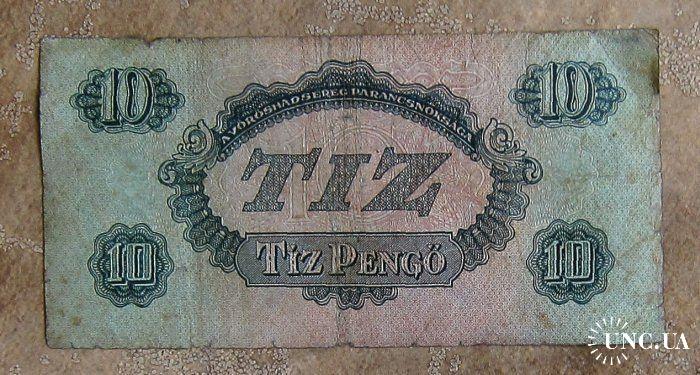 10
10
A VÖRÖSHADSEREG PARANCSNOKSÁGA
TIZ
TÍZ PENGŐ
10
10
UNC.UA